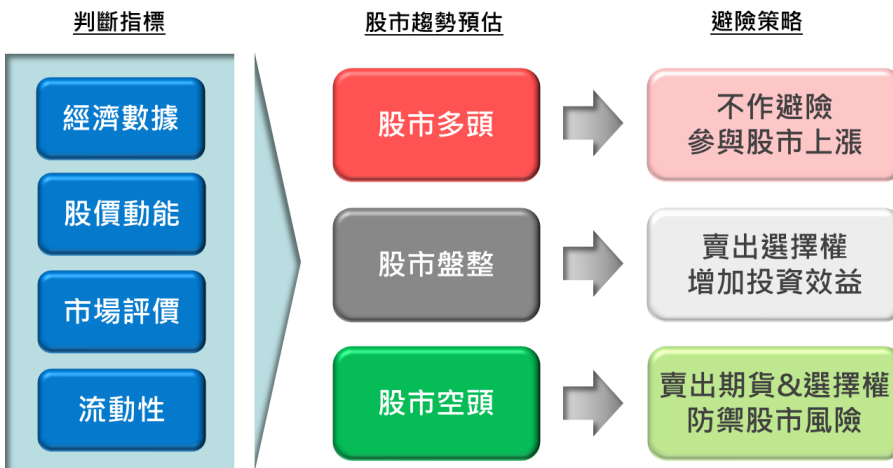 判斷指標
股市趨勢預估
避險策略
經濟數據
股價動能
市場評價
流動性
股市多頭
不作避險
參與股市上漲
股市盤整
賣出選擇權
增加投資效益
股市空頭
賣出期貨&選擇權
防禦股市風險